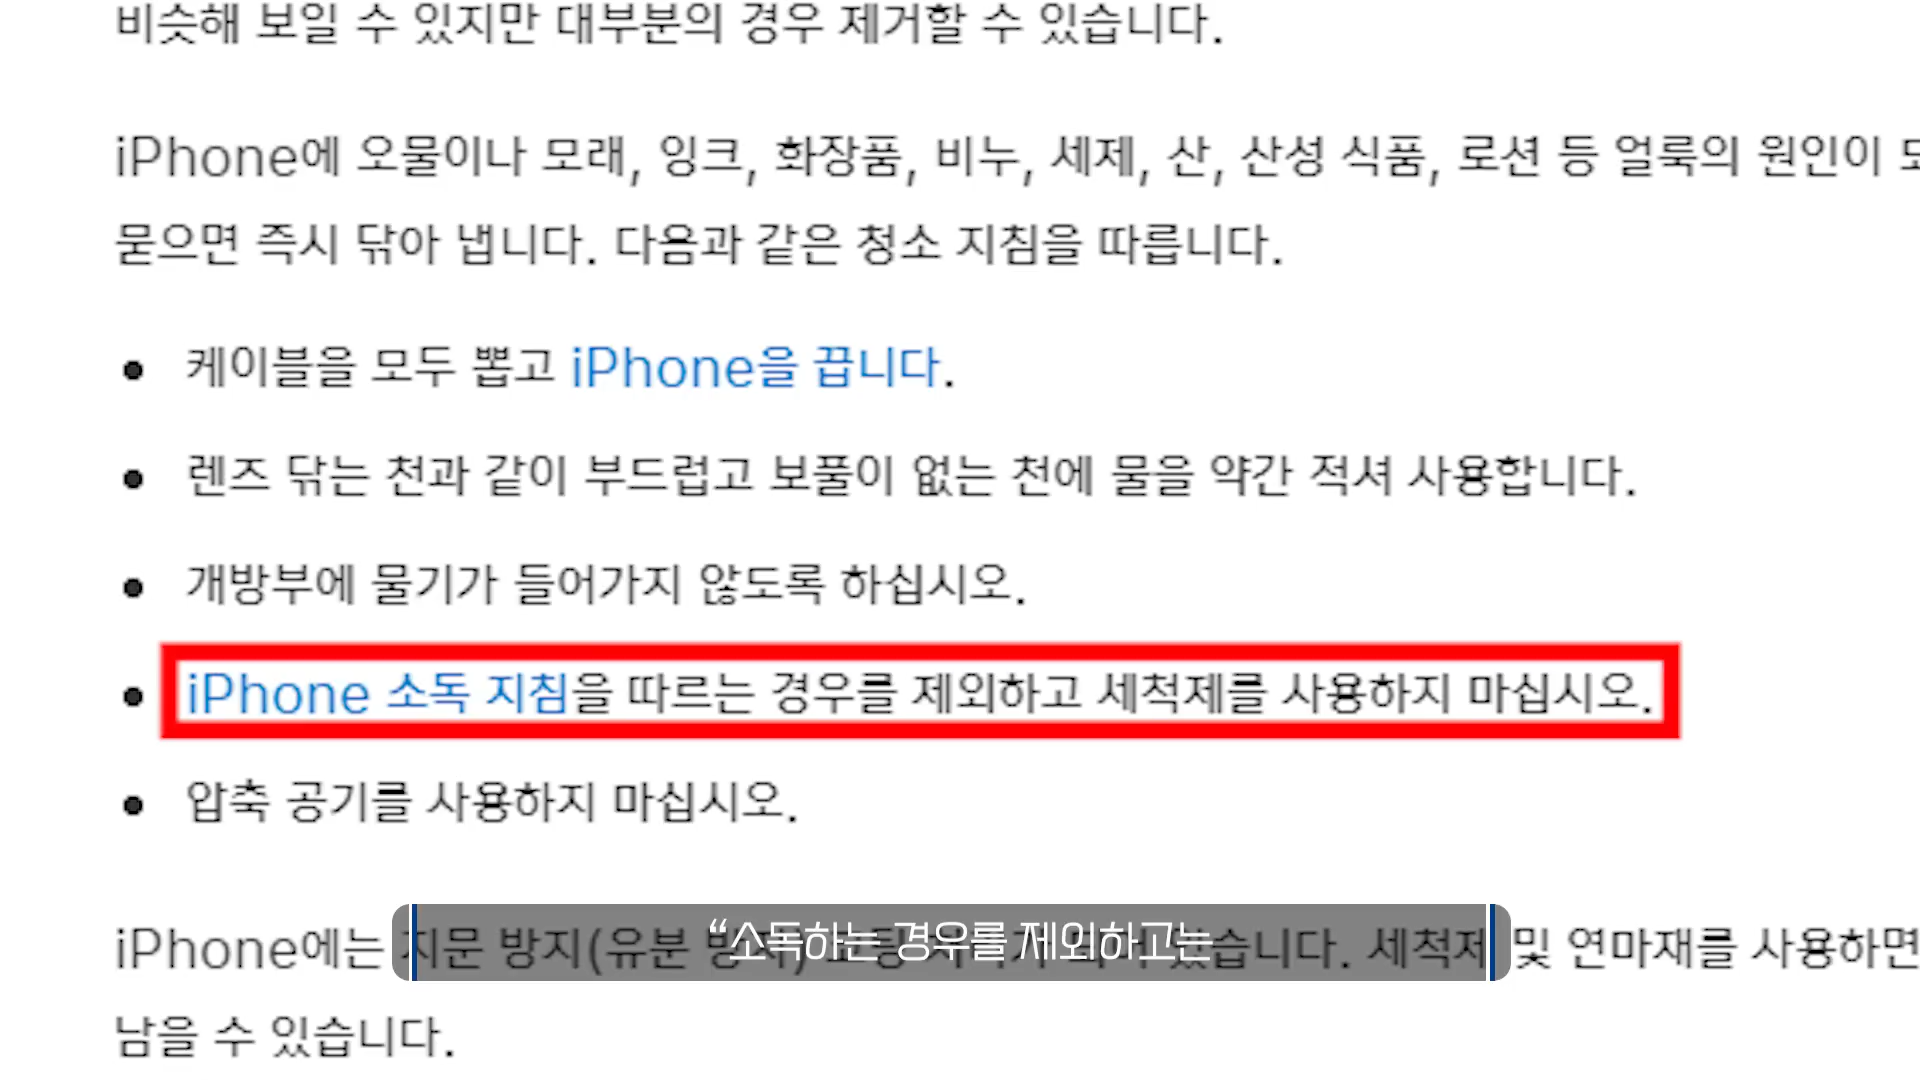 비슷해 보일 수 있지만 대부분의 경우 제거할 수 있습니다.
iPhone에 오물이나 모래, 잉크, 화장품, 비누, 세제, 산, 산성 식품, 로션 등 얼룩의 원인이
묻으면 즉시 닦아 냅니다. 다음과 같은 청소 지침을 따릅니다.
• 케이블을 모두 뽑고 iPhone을 끕니다.
• 렌즈 닦는 천과 같이 부드럽고 보풀이 없는 천에 물을 약간 적셔 사용합니다.
• 개방부에 물기가 들어가지 않도록 하십시오.
• iPhone 소독 지침을 따르는 경우를 제외하고 세척제를 사용하지 마십시오.
• 압축 공기를 사용하지 마십시오.
iPhone에는 지문 방지(유분 방지) 있습니다. 세척제 및 연마재를 사용하면
“소독하는 경우를 제외하고는
남을 수 있습니다.